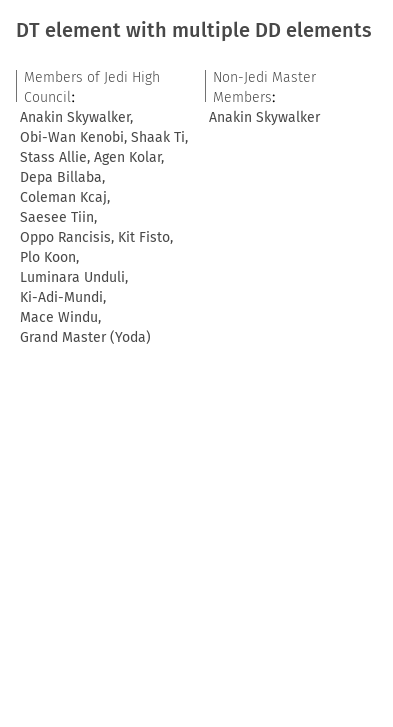 DT element with multiple DD elements
Members of Jedi High
Council:
Anakin Skywalker,
Obi-Wan Kenobi, Shaak Ti,
Stass Allie, Agen Kolar,
Depa Billaba,
Coleman Kcaj,
Saesee Tiin,
Oppo Rancisis, Kit Fisto,
Plo Koon,
Luminara Unduli,
Ki-Adi-Mundi,
Mace Windu,
Grand Master (Yoda)
Non-Jedi Master
Members:
Anakin Skywalker